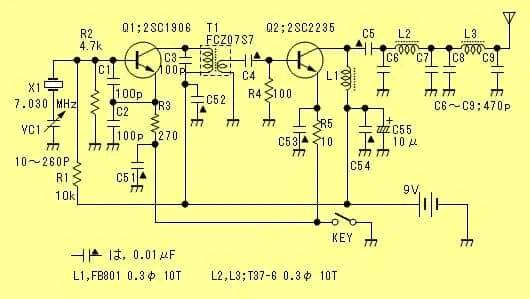 Q1;2SC1906
T1
FCZ07S7
Q2;2SC2235
R2
4.7k
C1
100p
C3
100p
C4
C5
L2
L3
X1
7.030 MHz
VC1
10～260P
C2
100p
R3
270
C52
R4
100
L1
C6
C7
C8
C9
C6～C9;470p
R1
10k
C51
C53
R5
10
C54
C55
10μ
+
9V
KEY
は, 0.01μF
L1,FB801 0.3φ 10T
L2,L3;T37-6 0.3φ 10T